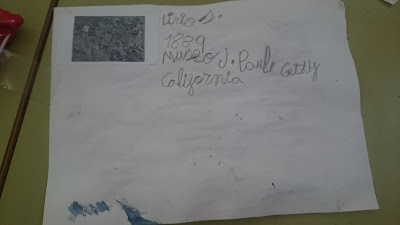 Lirios.
1889
Museo J. Paul Getty
California